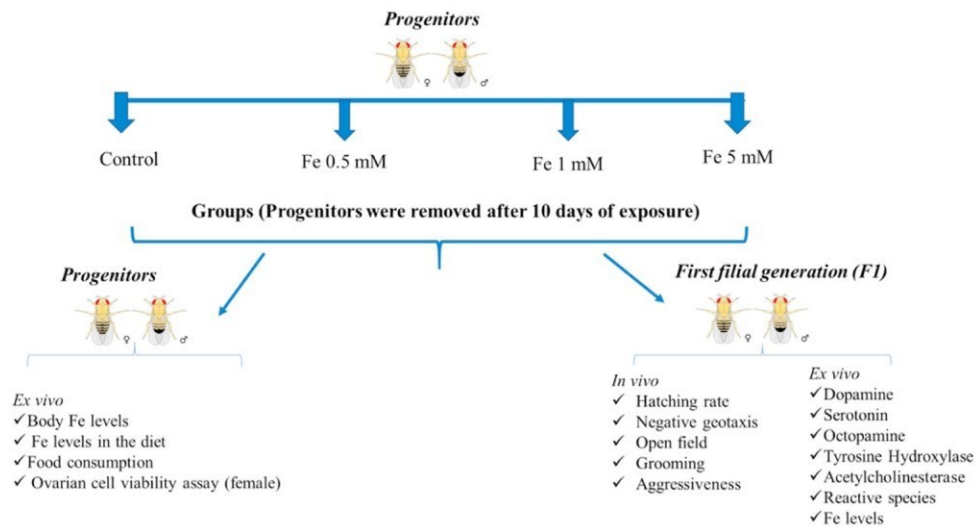 Progenitors
♀ ♂
Control
Fe 0.5 mM
Fe 1 mM
Fe 5 mM
Groups (Progenitors were removed after 10 days of exposure)
Progenitors
♀ ♂
Ex vivo
✓Body Fe levels
✓ Fe levels in the diet
✓Food consumption
✓ Ovarian cell viability assay (female)
First filial generation (F1)
♀ ♂
In vivo
✓ Hatching rate
✓ Negative geotaxis
✓ Open field
✓ Grooming
✓ Aggressiveness
Ex vivo
✓Dopamine
✓Serotonin
✓Octopamine
✓Tyrosine Hydroxylase
✓Acetylcholinesterase
✓Reactive species
✓Fe levels